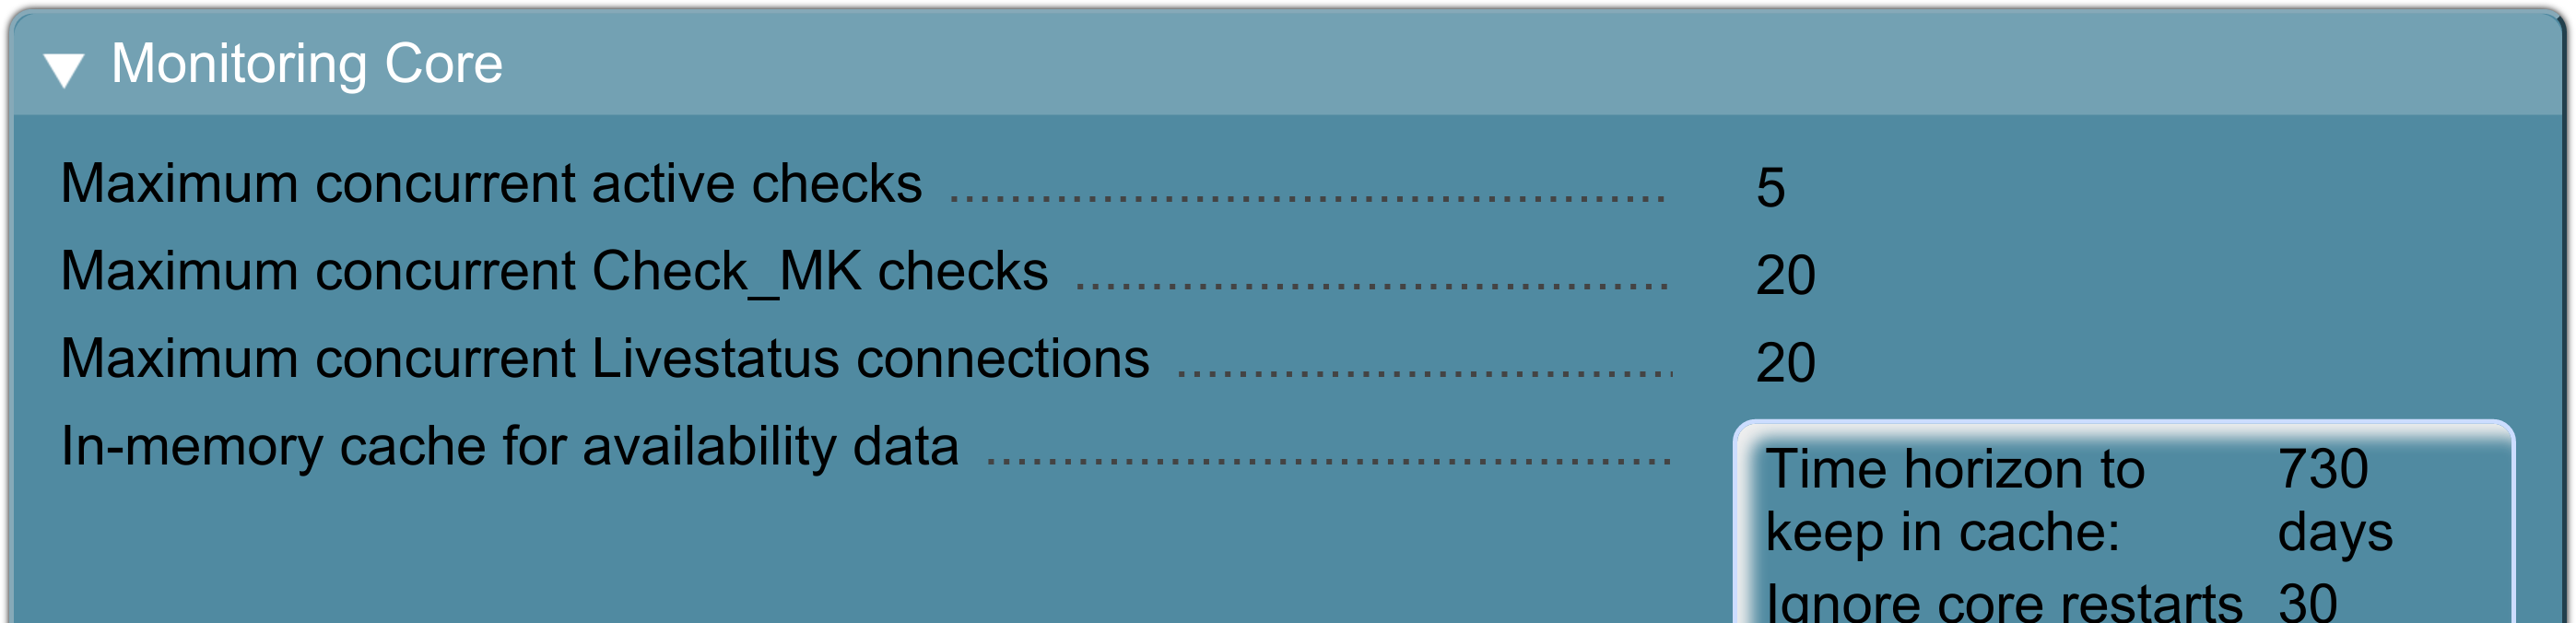 Monitoring Core
Maximum concurrent active checks 5
Maximum concurrent Check_MK checks 20
Maximum concurrent Livestatus connections 20
In-memory cache for availability data
Time horizon to 730
keep in cache: days
Ignore core restarts 30